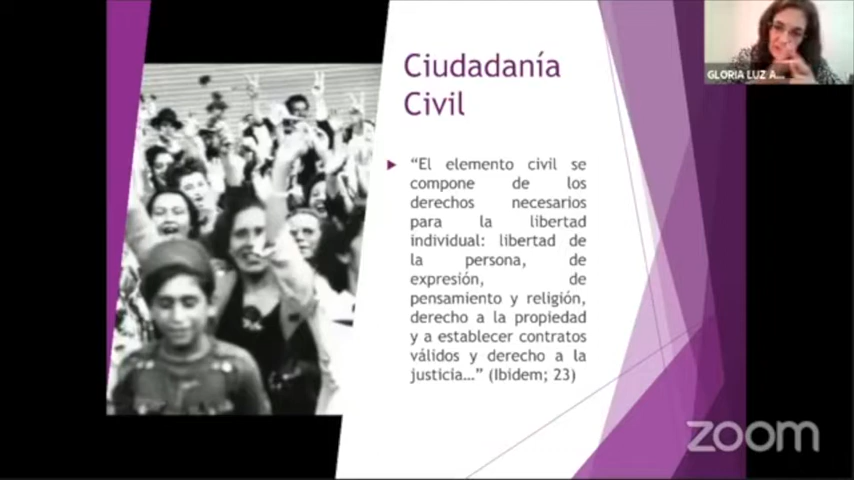 Ciudadanía
Civil
“El elemento civil se
compone de los
derechos necesarios
para la libertad
individual: libertad de
la persona, de
expresión, de
pensamiento y religión,
derecho a la propiedad
y a establecer contratos
válidos y derecho a la
justicia…” (Ibidem; 23)
GLORIA LUZ A...
zoom